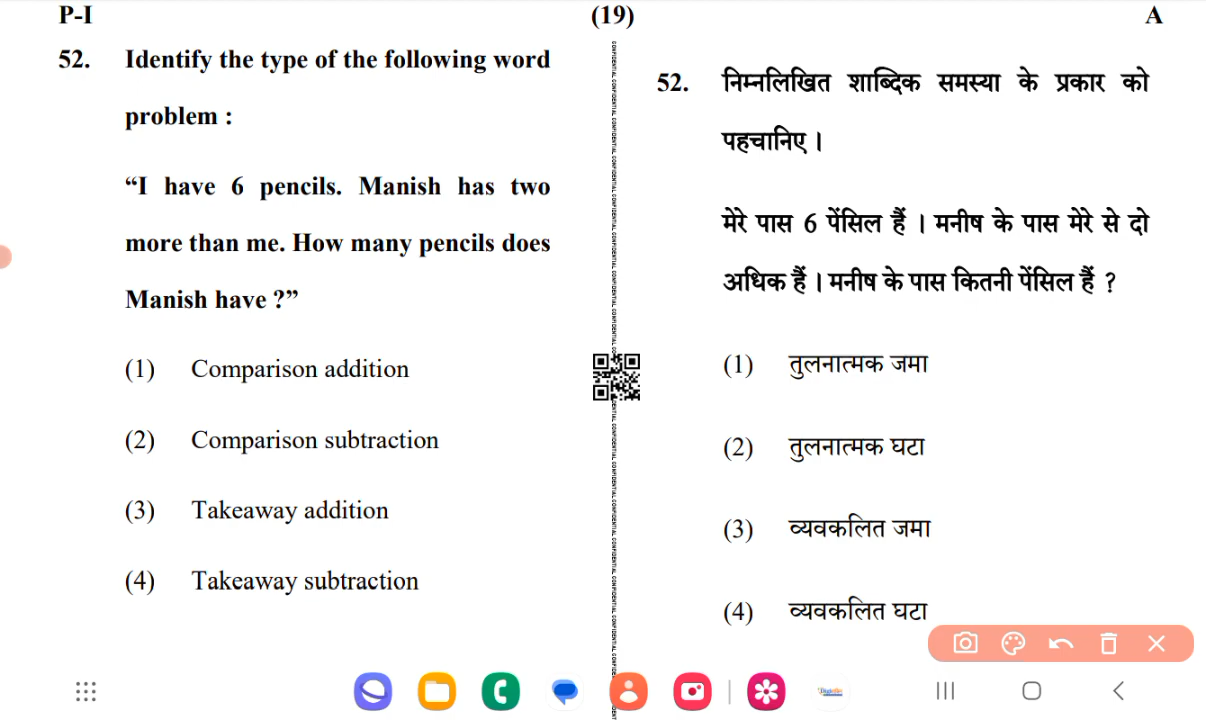 P-I
(19)
A
52. Identify the type of the following word
problem :
“I have 6 pencils. Manish has two
more than me. How many pencils does
Manish have ?”
(1) Comparison addition
(2) Comparison subtraction
(3) Takeaway addition
(4) Takeaway subtraction
52. निम्नलिखित शाब्दिक समस्या के प्रकार को
पहचानिए ।
मेरे पास 6 पेंसिल हैं । मनीष के पास मेरे से दो
अधिक हैं । मनीष के पास कितनी पेंसिल हैं ?
(1) तुलनात्मक जमा
(2) तुलनात्मक घटा
(3) व्यवकलित जमा
(4) व्यवकलित घटा